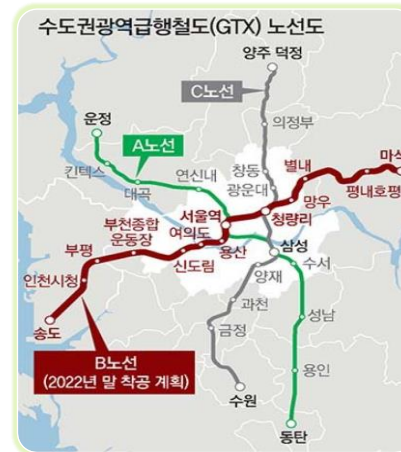 수도권광역급행철도(GTX) 노선도
양주 덕정
C노선
의정부
운정
A노선
킨텍스
대곡
연신내
창동
광운대
별내
마석
평내호평
망우
서울역
청량리
부천종합
운동장
여의도
용산
삼성
부평
신도림
양재
수서
인천시청
과천
송도
금정
성남
B노선
(2022년 말 착공 계획)
용인
수원
동탄